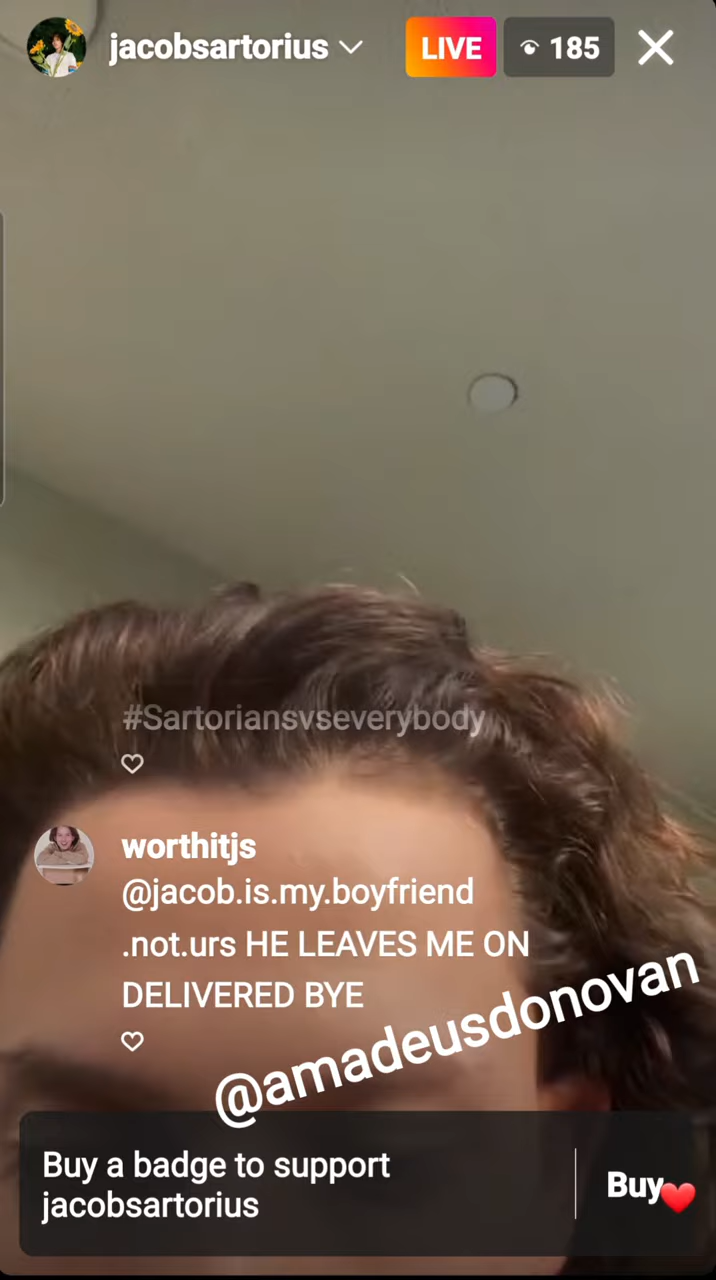 jacobsartorius
LIVE
185
#Sartoriansvseverybody
worthitjs
@jacob.is.my.boyfriend
.not.urs HE LEAVES ME ON
DELIVERED BYE
@amadeusdonovan
Buy a badge to support
jacobsartorius
Buy